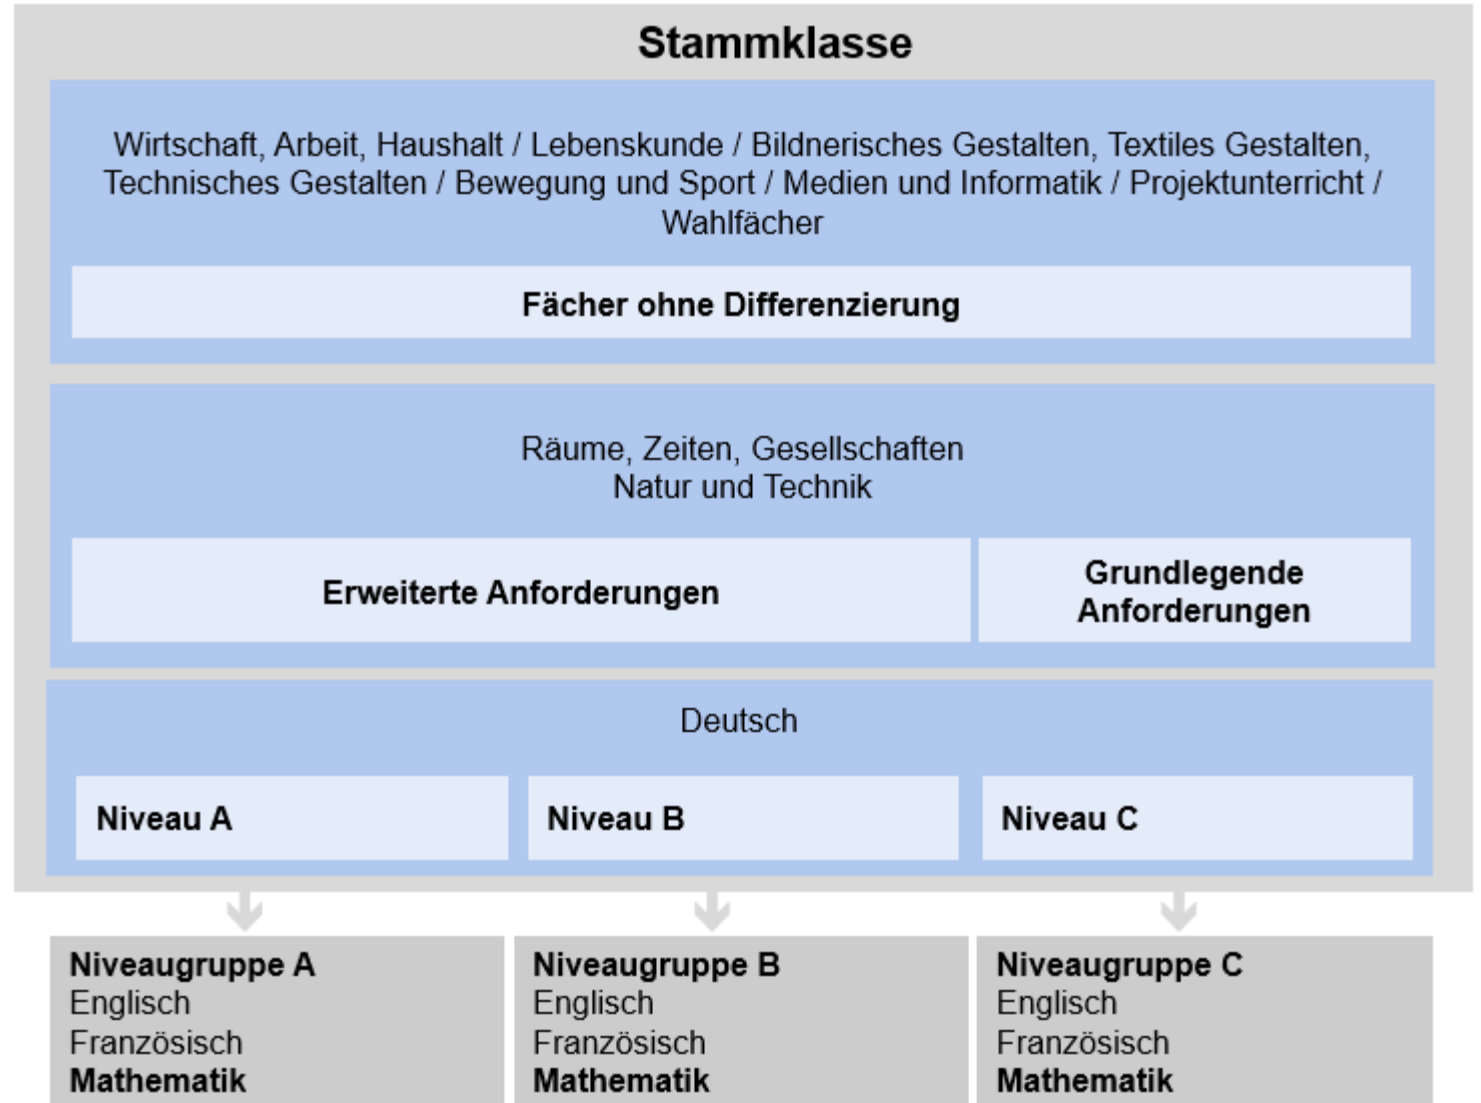 Stammklasse
Wirtschaft, Arbeit, Haushalt / Lebenskunde / Bildnerisches Gestalten, Textiles Gestalten,
Technisches Gestalten / Bewegung und Sport / Medien und Informatik / Projektunterricht /
Wahlfächer
Fächer ohne Differenzierung
Räume, Zeiten, Gesellschaften
Natur und Technik
Erweiterte Anforderungen
Grundlegende
Anforderungen
Deutsch
Niveau A
Niveau B
Niveau C
Niveaugruppe A
Englisch
Französisch
Mathematik
Niveaugruppe B
Englisch
Französisch
Mathematik
Niveaugruppe C
Englisch
Französisch
Mathematik